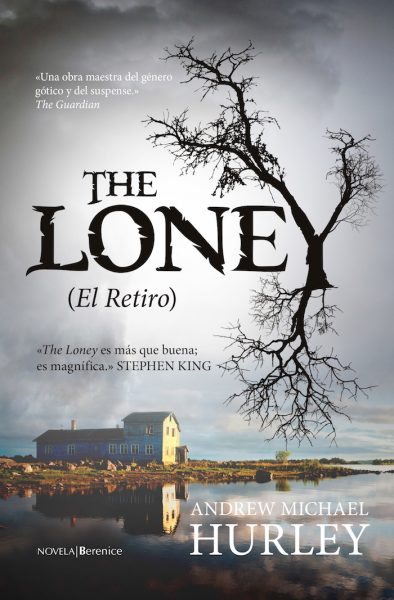 «Una obra maestra del género
gótico y del suspense.»
The Guardian
THE
LONEY
(El Retiro)
«The Loney es más que buena;
es magnífica.» STEPHEN KING
ANDREW MICHAEL
HURLEY
NOVELA|Berenice